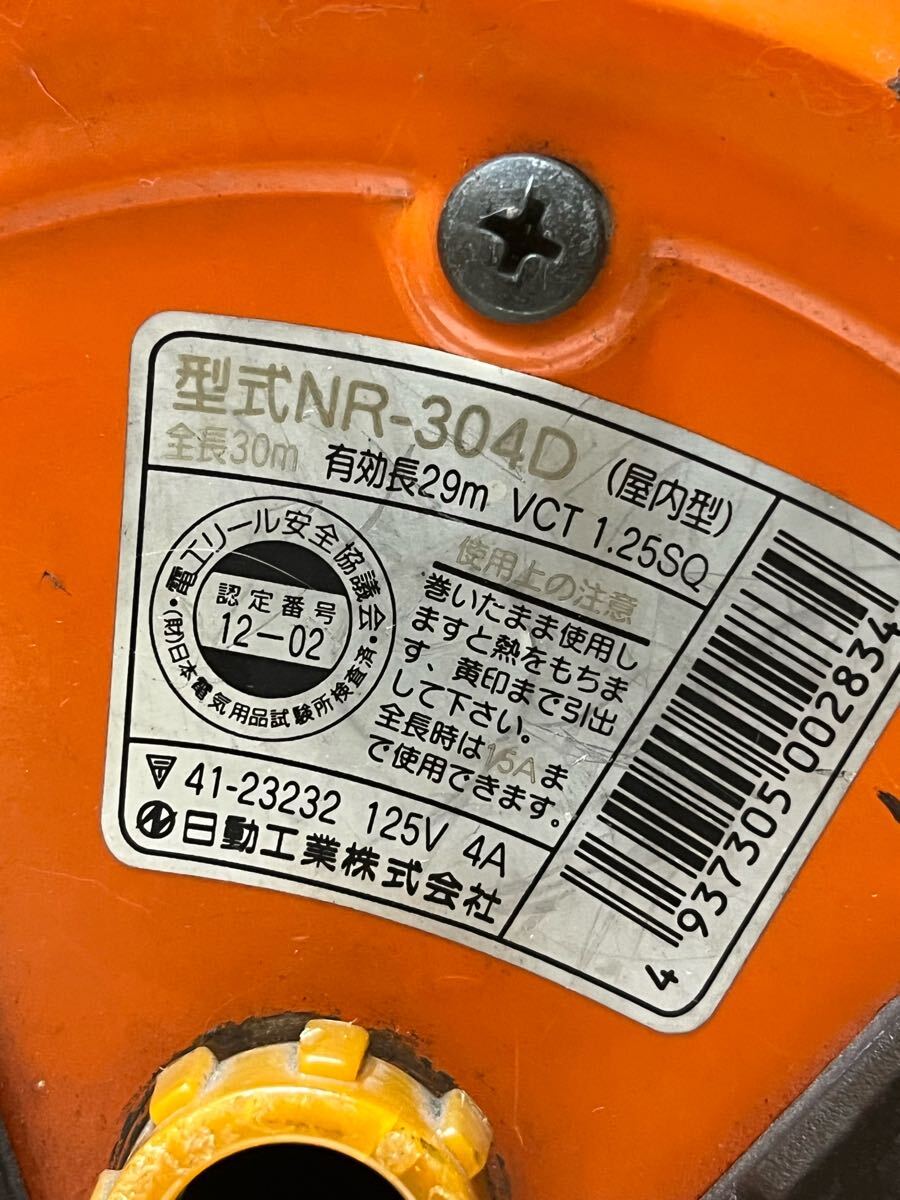 型式NR-304D (屋内型)
全長30m 有効長29m VCT 1.25SQ
電工リール安全協議会・
認定番号
12-02
(財)日本電気用品試験所検査済・
使用上の注意
巻いたまま使用し
ますと熱をもちま
す、黄印まで引出
して下さい。
全長時は15Aま
で使用できます。
41-23232 125V 4A
日動工業株式会社
4 937305 002834